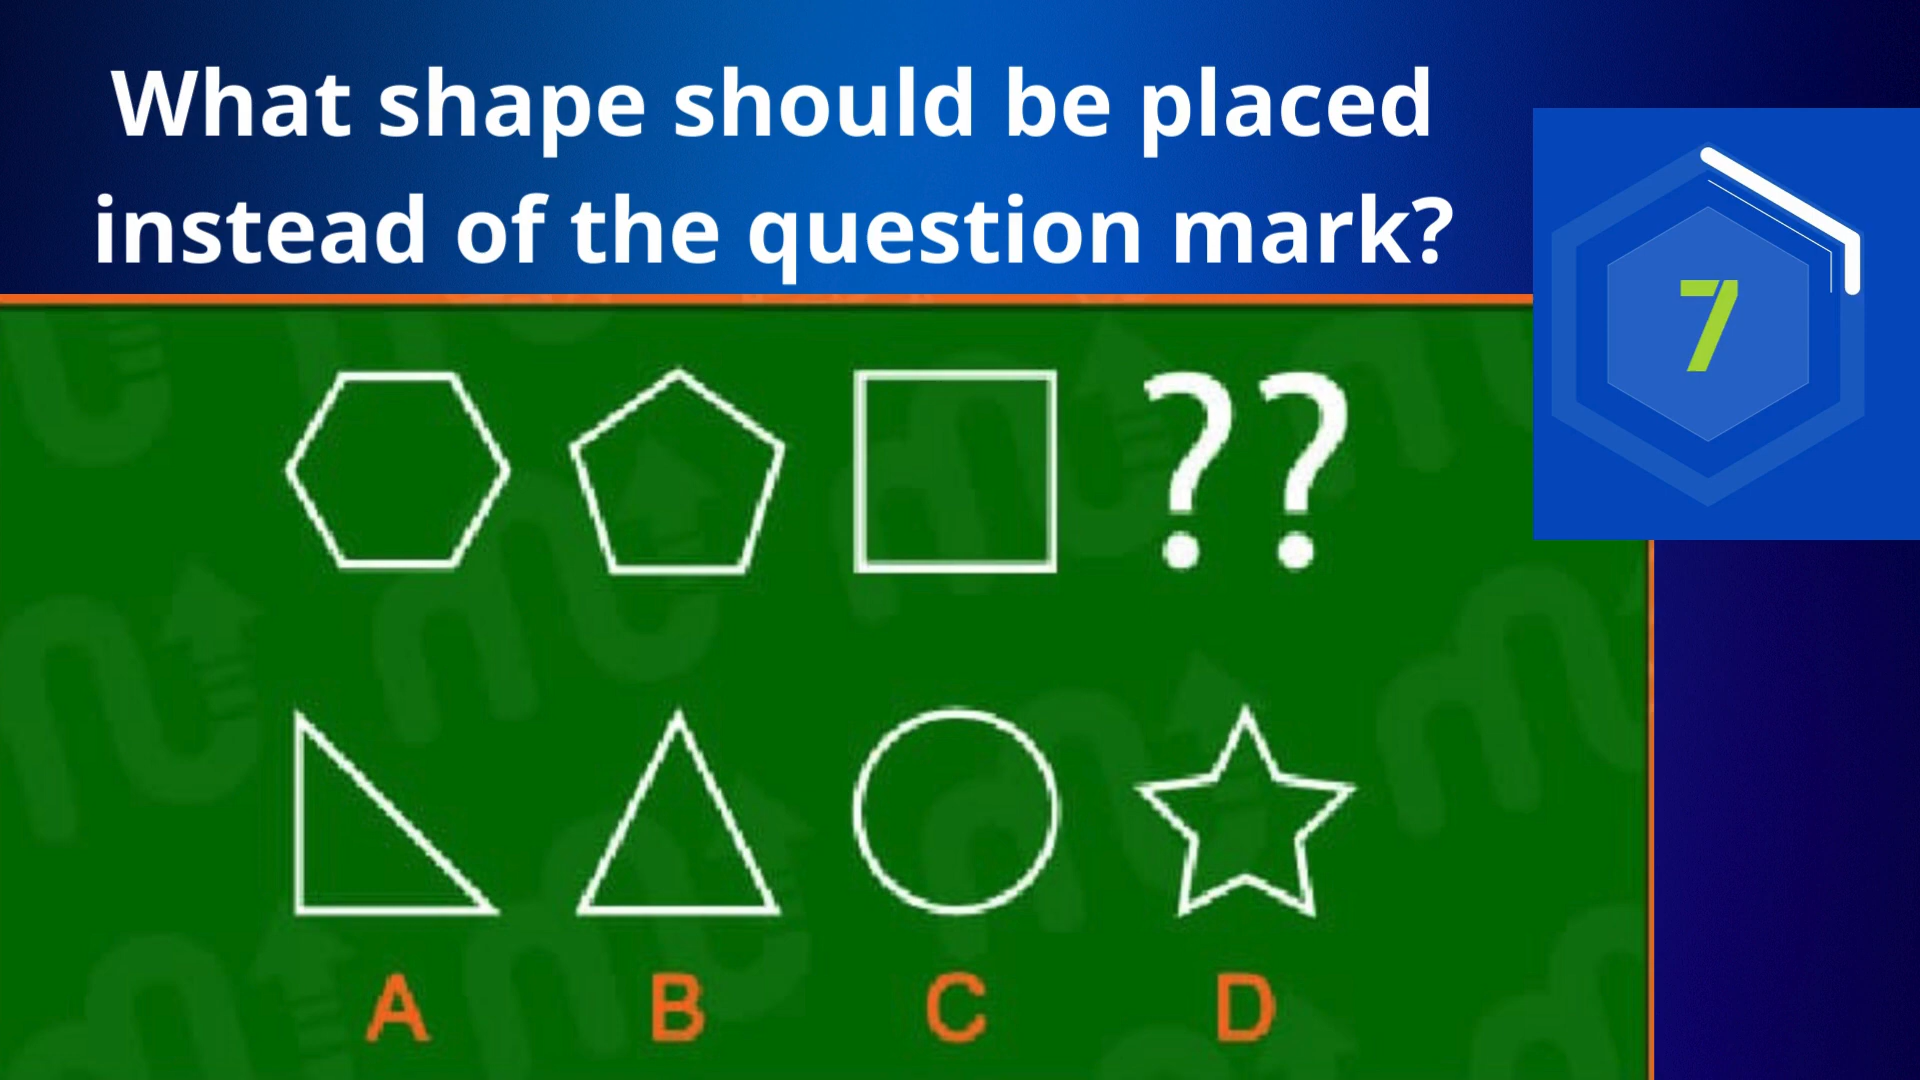 What shape should be placed
instead of the question mark?
7
??
A B C D